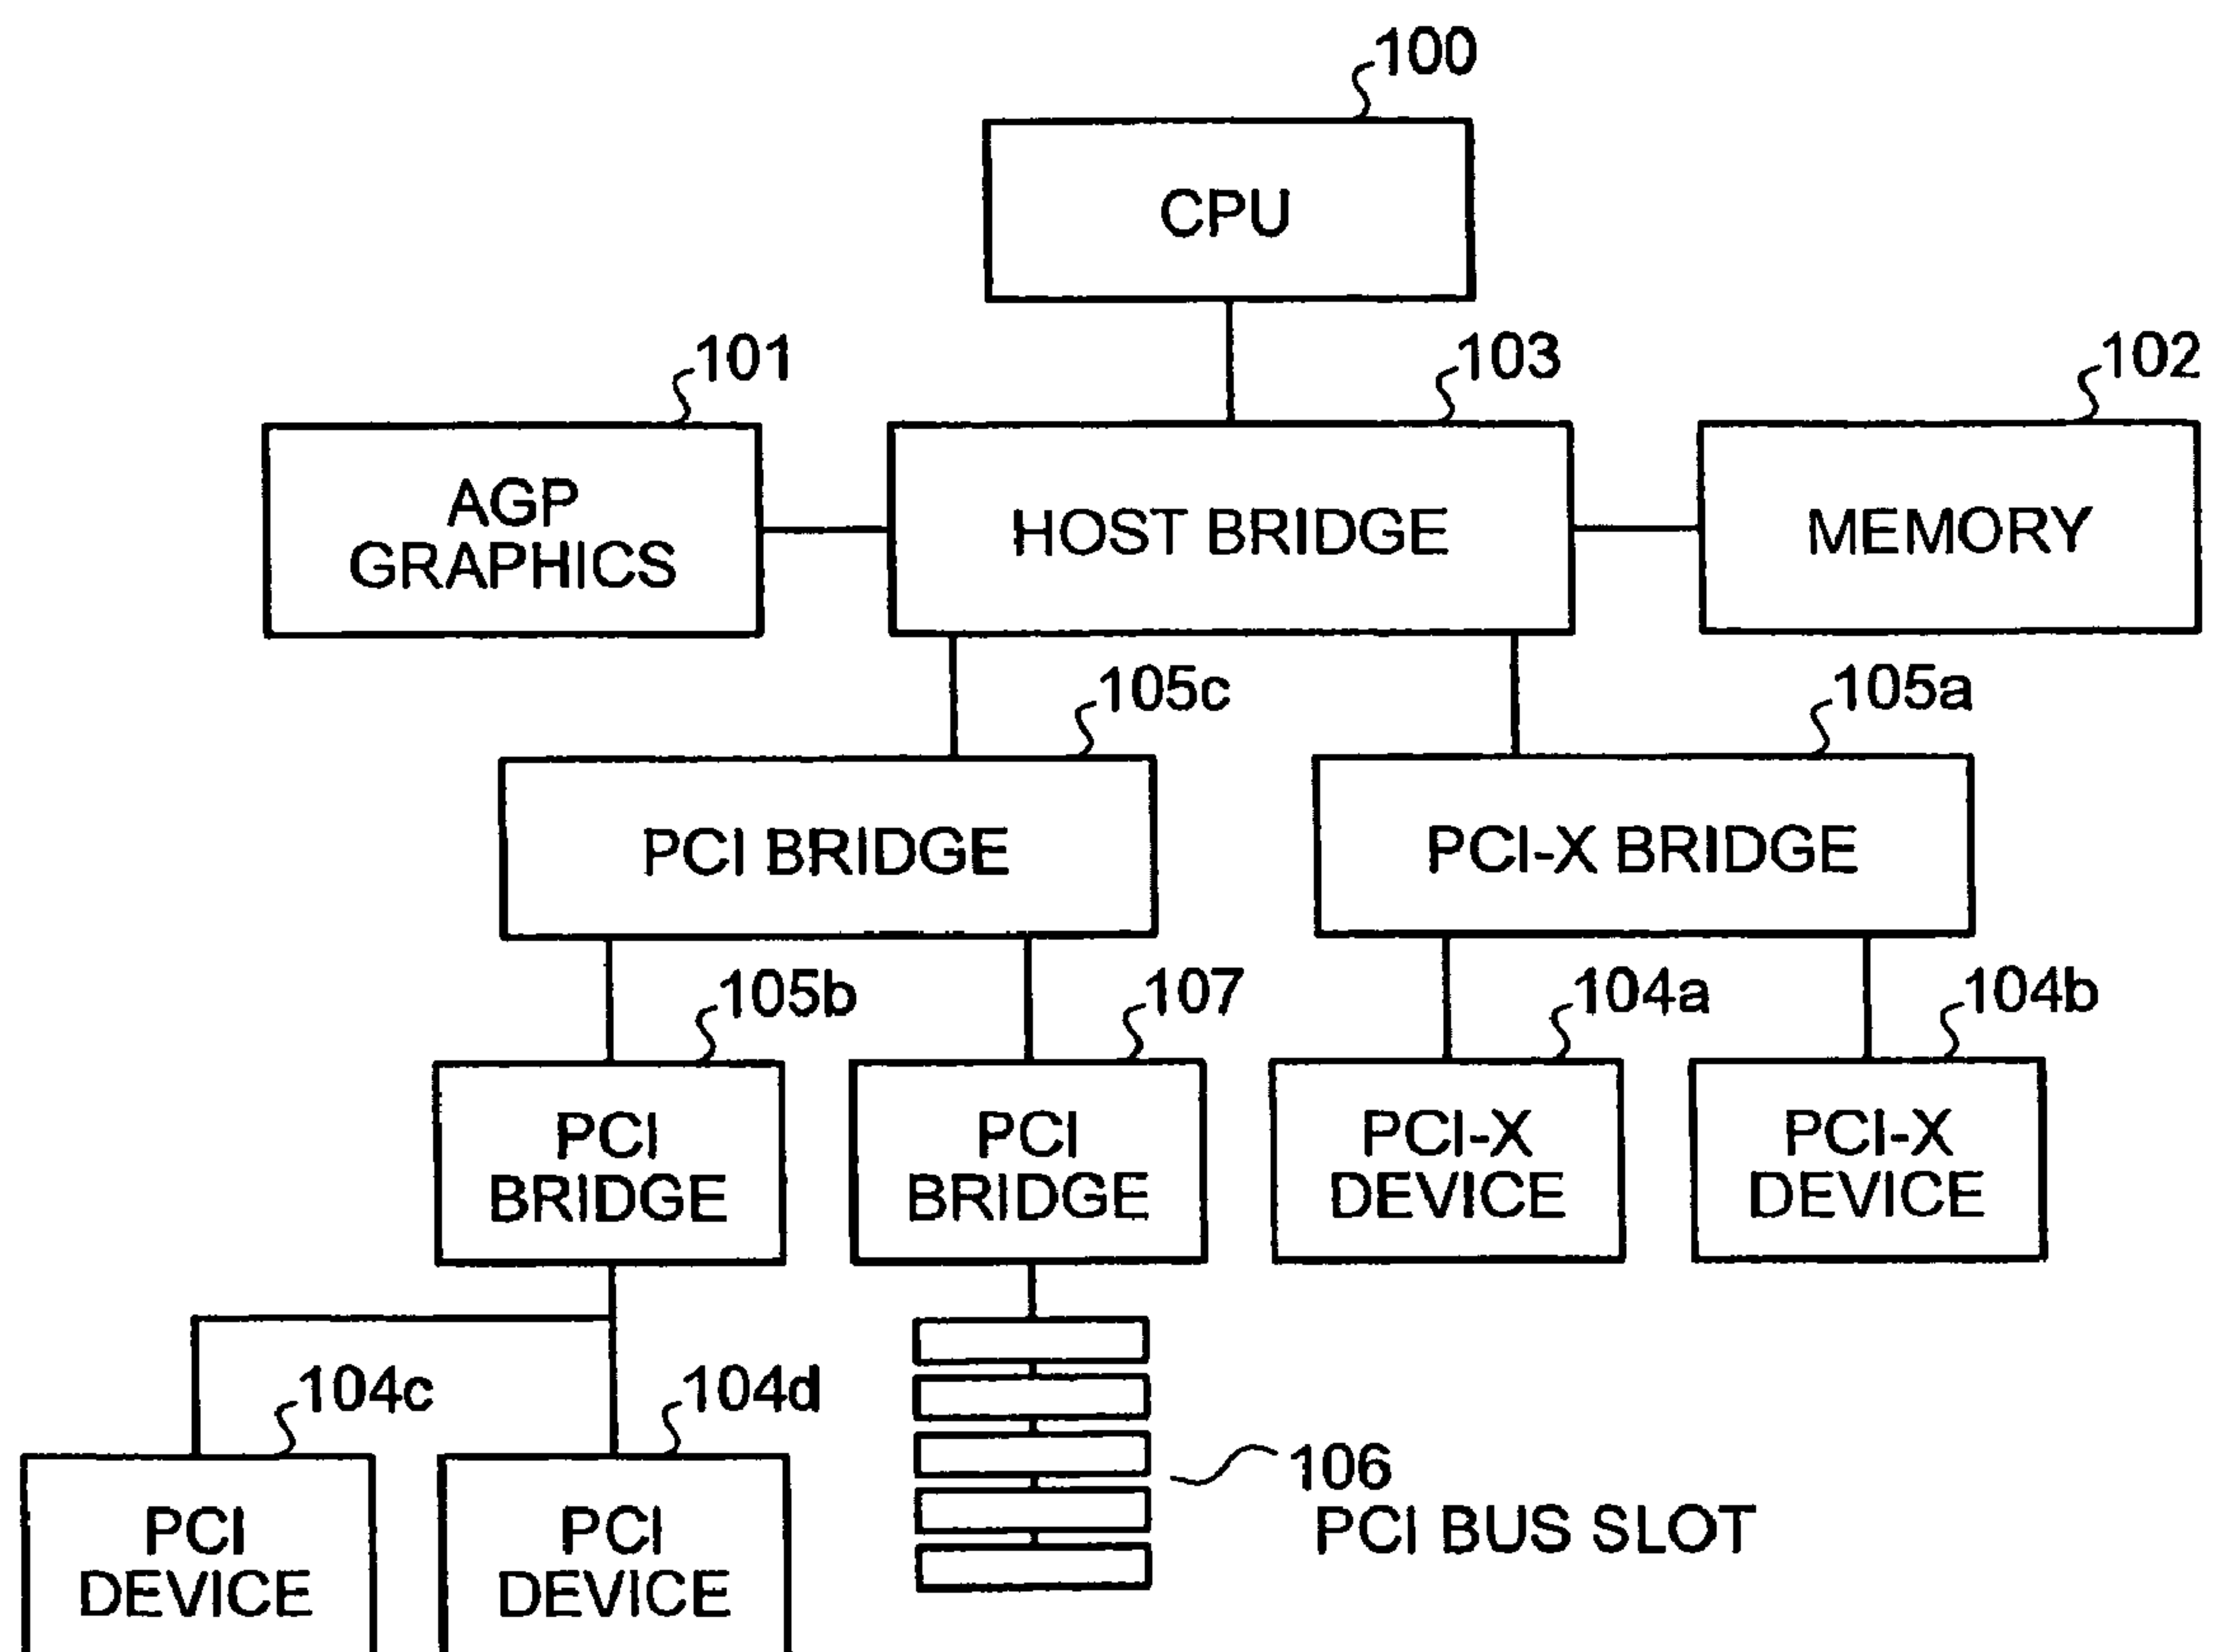 100
CPU
101
103
102
AGP
GRAPHICS
HOST BRIDGE
MEMORY
105c
105a
PCI BRIDGE
PCI-X BRIDGE
105b
107
104a
104b
PCI
BRIDGE
PCI
BRIDGE
PCI-X
DEVICE
PCI-X
DEVICE
104c
104d
106
PCI BUS SLOT
PCI
DEVICE
PCI
DEVICE